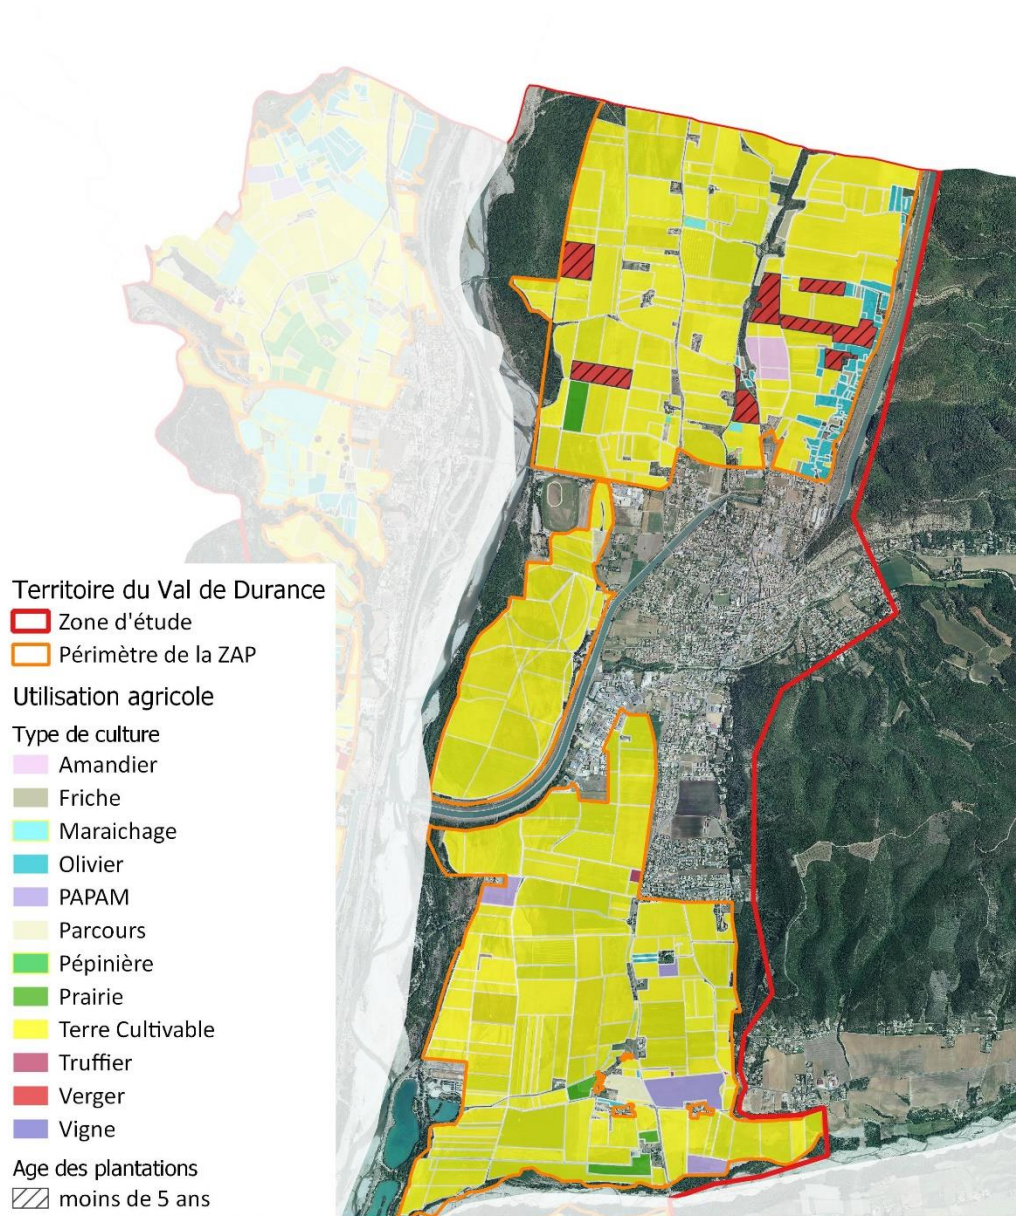 Territoire du Val de Durance
Zone d'étude
Périmètre de la ZAP
Utilisation agricole
Type de culture
Amandier
Friche
Maraichage
Olivier
PAPAM
Parcours
Pépinière
Prairie
Terre Cultivable
Truffier
Verger
Vigne
Age des plantations
moins de 5 ans